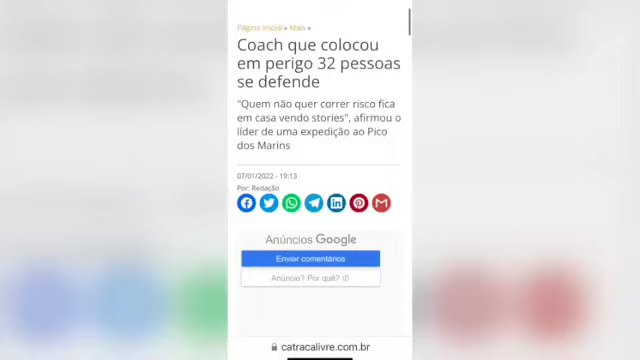 Página Inicial » Mais »
Coach que colocou
em perigo 32 pessoas
se defende
"Quem não quer correr risco fica
em casa vendo stories", afirmou o
líder de uma expedição ao Pico
dos Marins
07/01/2022 - 19:13
Por: Redação
Anúncios Google
Enviar comentários
Anúncio? Por quê?
catracalivre.com.br